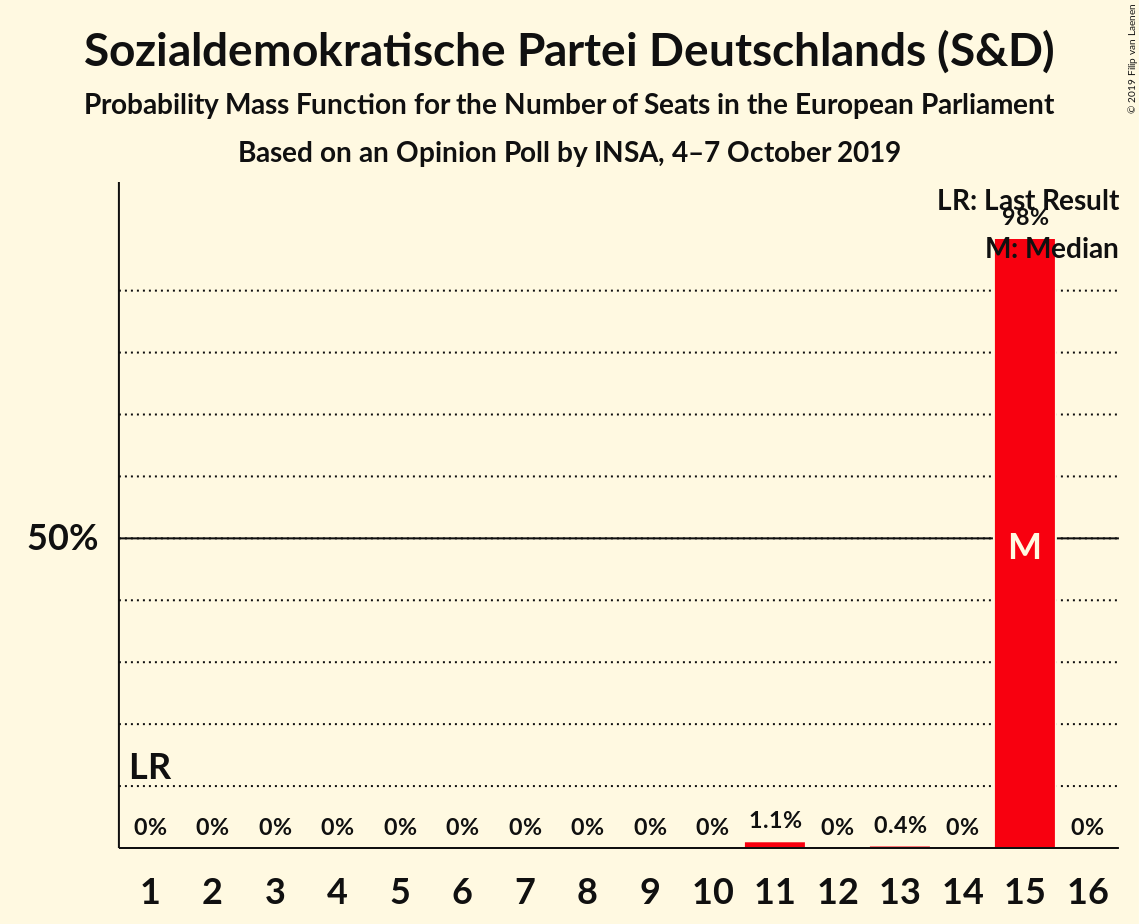 Sozialdemokratische Partei Deutschlands (S&D)
Probability Mass Function for the Number of Seats in the European Parliament
Based on an Opinion Poll by INSA, 4–7 October 2019
© 2019 Filip van Laenen
LR: Last Result
98%
M: Median
50%
M
LR
0% 0% 0% 0% 0% 0% 0% 0% 0% 0% 1.1% 0% 0.4% 0% 0%
1 2 3 4 5 6 7 8 9 10 11 12 13 14 15 16